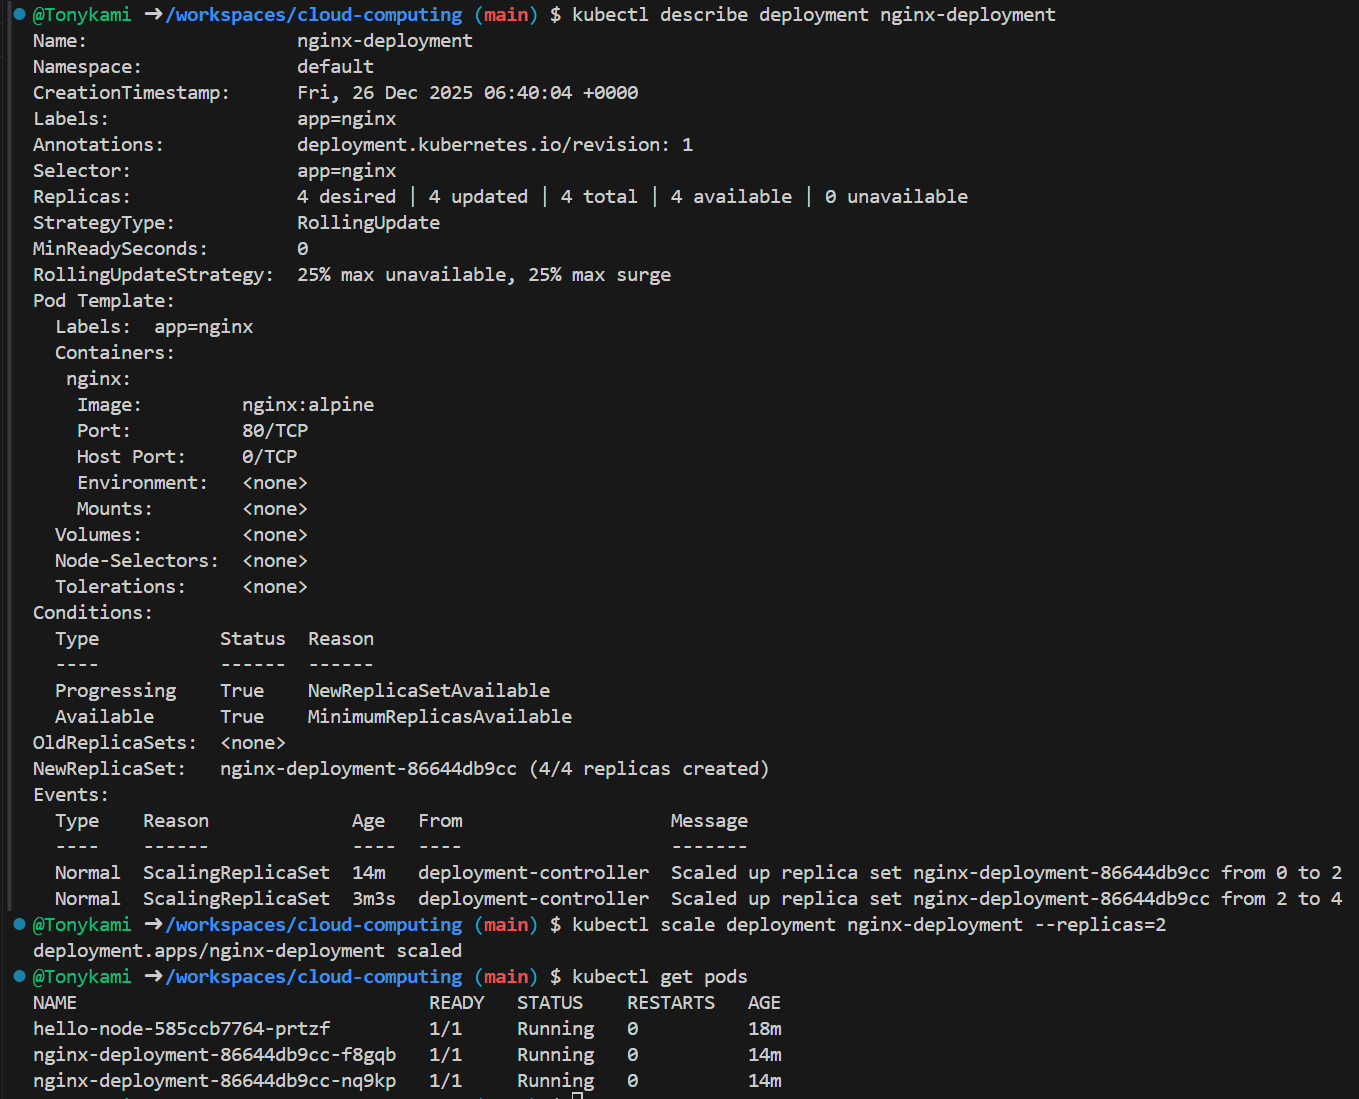 @Tonykami ➜/workspaces/cloud-computing (main) $ kubectl describe deployment nginx-deployment
Name:                   nginx-deployment
Namespace:              default
CreationTimestamp:      Fri, 26 Dec 2025 06:40:04 +0000
Labels:                 app=nginx
Annotations:            deployment.kubernetes.io/revision: 1
Selector:               app=nginx
Replicas:               4 desired | 4 updated | 4 total | 4 available | 0 unavailable
StrategyType:           RollingUpdate
MinReadySeconds:        0
RollingUpdateStrategy:  25% max unavailable, 25% max surge
Pod Template:
  Labels:  app=nginx
  Containers:
   nginx:
    Image:         nginx:alpine
    Port:          80/TCP
    Host Port:     0/TCP
    Environment:   <none>
    Mounts:        <none>
  Volumes:         <none>
  Node-Selectors:  <none>
  Tolerations:     <none>
Conditions:
  Type           Status  Reason
  ----           ------  ------
  Progressing    True    NewReplicaSetAvailable
  Available      True    MinimumReplicasAvailable
OldReplicaSets:  <none>
NewReplicaSet:   nginx-deployment-86644db9cc (4/4 replicas created)
Events:
  Type    Reason             Age   From                   Message
  ----    ------             ----  ----                   -------
  Normal  ScalingReplicaSet  14m   deployment-controller  Scaled up replica set nginx-deployment-86644db9cc from 0 to 2
  Normal  ScalingReplicaSet  3m3s  deployment-controller  Scaled up replica set nginx-deployment-86644db9cc from 2 to 4
@Tonykami ➜/workspaces/cloud-computing (main) $ kubectl scale deployment nginx-deployment --replicas=2
deployment.apps/nginx-deployment scaled
@Tonykami ➜/workspaces/cloud-computing (main) $ kubectl get pods
NAME                                READY   STATUS    RESTARTS   AGE
hello-node-585ccb7764-prtzf         1/1     Running   0          18m
nginx-deployment-86644db9cc-f8gqb   1/1     Running   0          14m
nginx-deployment-86644db9cc-nq9kp   1/1     Running   0          14m